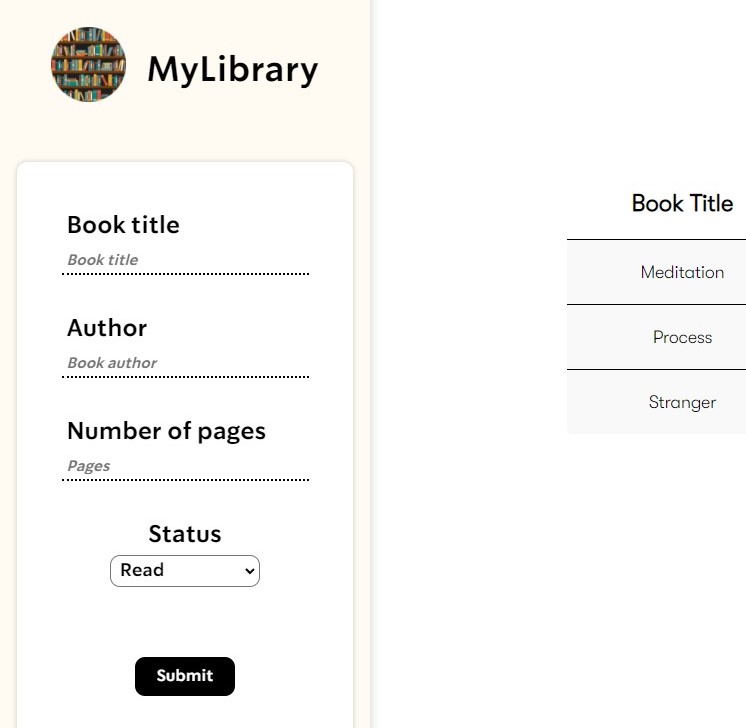 MyLibrary
Book title
Book title
Author
Book author
Number of pages
Pages
Status
Read
Submit
Book Title
Meditation
Process
Stranger